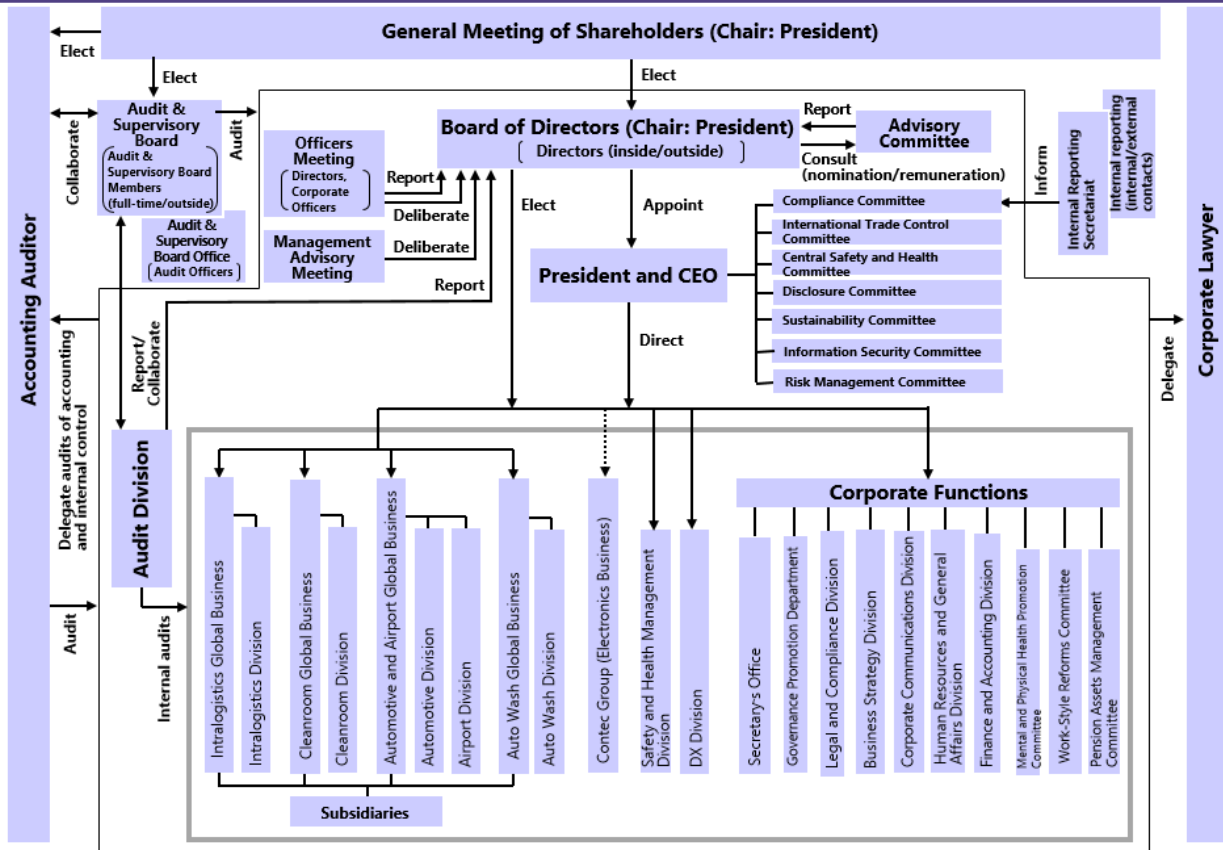 General Meeting of Shareholders (Chair: President)
Elect
Elect
Elect
Accounting Auditor
Collaborate
Audit &
Supervisory
Board
Audit &
Supervisory Board
Members
(full-time/outside)
Audit
Audit &
Supervisory
Board Office
(Audit Officers)
Officers
Meeting
Directors,
Corporate
Officers
Report
Deliberate
Management
Advisory
Meeting
Deliberate
Report
Board of Directors (Chair: President)
( Directors (inside/outside) )
Report
Advisory
Committee
Consult
(nomination/remuneration)
Elect
Appoint
President and CEO
Direct
Compliance Committee
International Trade Control
Committee
Central Safety and Health
Committee
Disclosure Committee
Sustainability Committee
Information Security Committee
Risk Management Committee
Inform
Internal Reporting
Secretariat
Internal reporting
(internal/external
contacts)
Corporate Lawyer
Delegate
Report/
Collaborate
Delegate audits of accounting
and internal control
Audit Division
Audit
Internal audits
Intralogistics Global Business
Intralogistics Division
Cleanroom Global Business
Cleanroom Division
Automotive and Airport Global Business
Automotive Division
Airport Division
Auto Wash Global Business
Auto Wash Division
Contec Group (Electronics Business)
Safety and Health Management
Division
DX Division
Subsidiaries
Corporate Functions
Secretary's Office
Governance Promotion Department
Legal and Compliance Division
Business Strategy Division
Corporate Communications Division
Human Resources and General
Affairs Division
Finance and Accounting Division
Mental and Physical Health Promotion
Committee
Work-Style Reforms Committee
Pension Assets Management
Committee